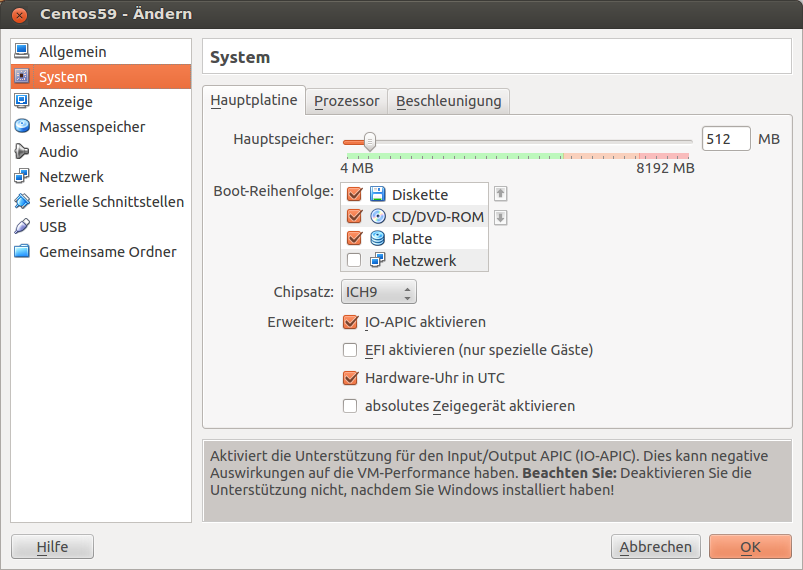 Centos59 - Ändern
Allgemein
System
Anzeige
Massenspeicher
Audio
Netzwerk
Serielle Schnittstellen
USB
Gemeinsame Ordner
System
Hauptplatine
Prozessor
Beschleunigung
Hauptspeicher:
512 MB
4 MB
8192 MB
Boot-Reihenfolge:
Diskette
CD/DVD-ROM
Platte
Netzwerk
Chipsatz:
ICH9
Erweitert:
IO-APIC aktivieren
EFI aktivieren (nur spezielle Gäste)
Hardware-Uhr in UTC
absolutes Zeigegerät aktivieren
Aktiviert die Unterstützung für den Input/Output APIC (IO-APIC). Dies kann negative
Auswirkungen auf die VM-Performance haben. Beachten Sie: Deaktivieren Sie die
Unterstützung nicht, nachdem Sie Windows installiert haben!
Hilfe
Abbrechen
OK